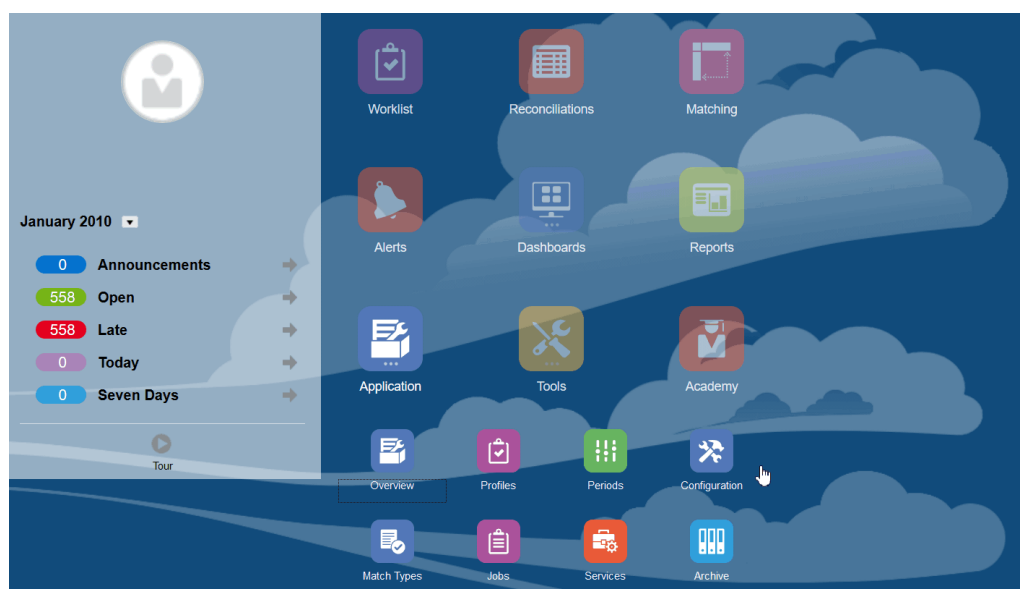 Worklist
Reconciliations
Matching
January 2010
Alerts
Dashboards
Reports
0 Announcements
558 Open
558 Late
0 Today
0 Seven Days
Tour
Application
Tools
Academy
Overview
Profiles
Periods
Configuration
Match Types
Jobs
Services
Archive